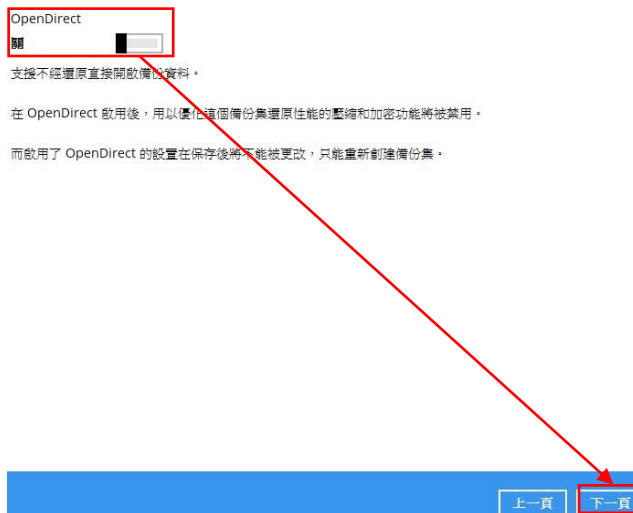 OpenDirect
關
支援不經還原直接開啟備份資料。
在 OpenDirect 啟用後，用以優化這個備份集還原性能的壓縮和加密功能將被禁用。
而啟用了 OpenDirect 的設置在保存後將不能被更改，只能重新創建備份集。
上一頁
下一頁